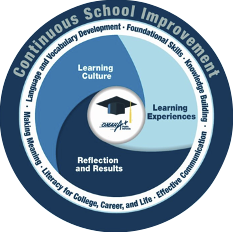 Continuous School Improvement
Language and Vocabulary Development · Foundational Skills · Knowledge Building · Effective Communication · Literacy for College, Career, and Life · Making Meaning ·
Learning
Culture
Learning
Experiences
Reflection
and Results